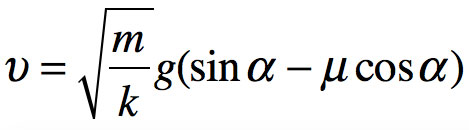 υ = √(m/k) g(sin α − μ cos α)